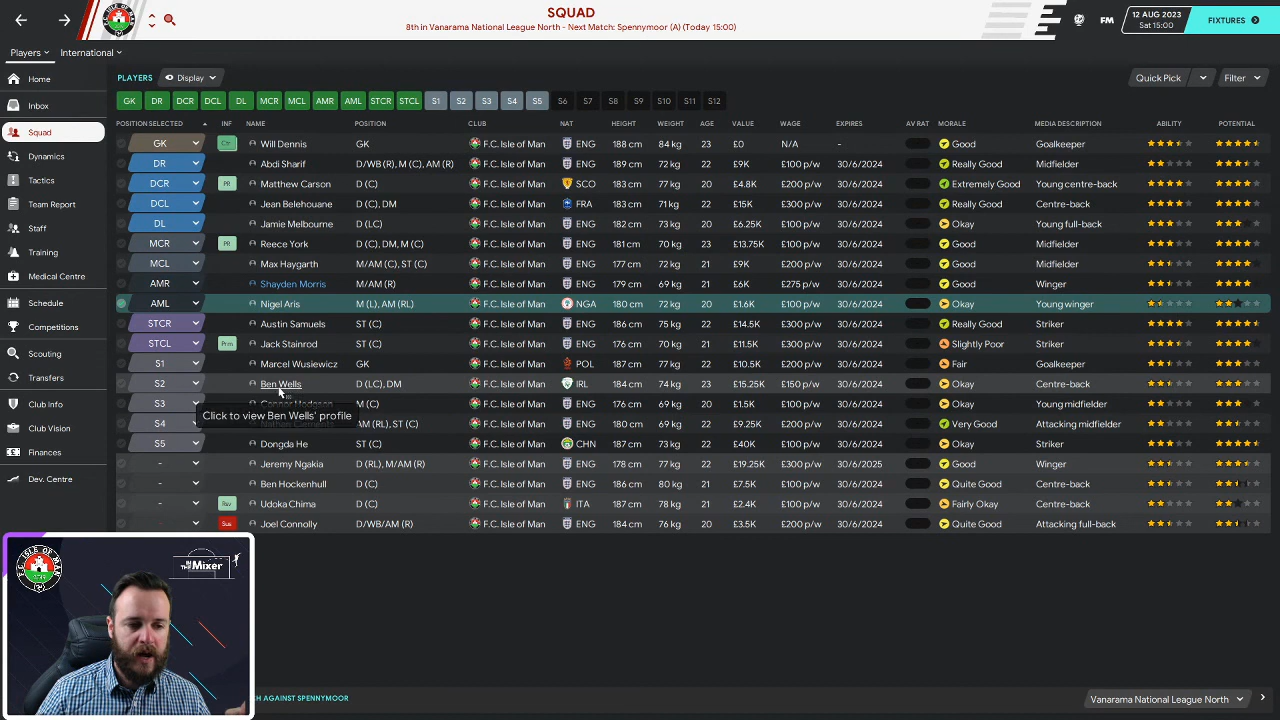 SQUAD
8th in Vanarama National League North - Next Match: Spennymoor (A) (Today 15:00)
FM
12 AUG 2023
Sat 15:00
FIXTURES
Players
International
Home
Inbox
Squad
Dynamics
Tactics
Team Report
Staff
Training
Medical Centre
Schedule
Competitions
Scouting
Transfers
Club Info
Club Vision
Finances
Dev. Centre
PLAYERS Display Quick Pick Filter
GK DR DCR DCL DL MCR MCL AMR AML STCR STCL S1 S2 S3 S4 S5 S6 S7 S8 S9 S10 S11 S12
POSITION SELECTED INF NAME POSITION CLUB NAT HEIGHT WEIGHT AGE VALUE WAGE EXPIRES AV RAT MORALE MEDIA DESCRIPTION ABILITY POTENTIAL
GK Will Dennis GK F.C. Isle of Man ENG 188 cm 84 kg 23 £0 N/A - Good Goalkeeper
DR Abdi Sharif D/WB (R), M (C), AM (R) F.C. Isle of Man ENG 189 cm 72 kg 22 £9K £100 p/w 30/6/2024 Really Good Midfielder
DCR PR Matthew Carson D (C) F.C. Isle of Man SCO 183 cm 77 kg 20 £4.8K £200 p/w 30/6/2024 Extremely Good Young centre-back
DCL Jean Belehouane D (C), DM F.C. Isle of Man FRA 183 cm 71 kg 22 £15K £300 p/w 30/6/2024 Really Good Centre-back
DL Jamie Melbourne D (LC) F.C. Isle of Man ENG 182 cm 73 kg 20 £6.25K £100 p/w 30/6/2024 Okay Young full-back
MCR PR Reece York D (C), DM, M (C) F.C. Isle of Man ENG 181 cm 70 kg 23 £13.75K £100 p/w 30/6/2024 Good Midfielder
MCL Max Haygarth M/AM (C), ST (C) F.C. Isle of Man ENG 177 cm 72 kg 21 £9K £100 p/w 30/6/2024 Good Midfielder
AMR Shayden Morris M/AM (R) F.C. Isle of Man ENG 179 cm 69 kg 21 £6K £275 p/w 30/6/2024 Good Winger
AML Nigel Aris M (L), AM (RL) F.C. Isle of Man NGA 180 cm 72 kg 20 £1.6K £100 p/w 30/6/2024 Okay Young winger
STCR Austin Samuels ST (C) F.C. Isle of Man ENG 186 cm 75 kg 22 £14.5K £300 p/w 30/6/2024 Really Good Striker
STCL Prm Jack Stainrod ST (C) F.C. Isle of Man ENG 176 cm 70 kg 21 £11.5K £300 p/w 30/6/2024 Slightly Poor Striker
S1 Marcel Wusiewicz GK F.C. Isle of Man POL 187 cm 77 kg 22 £10.5K £200 p/w 30/6/2024 Fair Goalkeeper
S2 Ben Wells D (LC), DM F.C. Isle of Man IRL 184 cm 74 kg 23 £15.25K £150 p/w 30/6/2024 Okay Centre-back
S3 M (C) F.C. Isle of Man ENG 176 cm 69 kg 20 £1.5K £100 p/w 30/6/2024 Okay Young midfielder
Click to view Ben Wells' profile
S4 AM (RL), ST (C) F.C. Isle of Man ENG 180 cm 69 kg 22 £9.25K £200 p/w 30/6/2024 Very Good Attacking midfielder
S5 Dongda He ST (C) F.C. Isle of Man CHN 187 cm 73 kg 22 £40K £100 p/w 30/6/2024 Okay Striker
- Jeremy Ngakia D (RL), M/AM (R) F.C. Isle of Man ENG 178 cm 77 kg 22 £19.25K £300 p/w 30/6/2025 Good Winger
- Ben Hockenhull D (C) F.C. Isle of Man ENG 186 cm 80 kg 21 £7.5K £200 p/w 30/6/2024 Quite Good Centre-back
- Rsv Udoka Chima D (C) F.C. Isle of Man ITA 187 cm 78 kg 21 £2.4K £100 p/w 30/6/2024 Fairly Okay Centre-back
- Sus Joel Connolly D/WB/AM (R) F.C. Isle of Man ENG 184 cm 76 kg 20 £3.5K £200 p/w 30/6/2024 Quite Good Attacking full-back
IN THE Mixer
CH AGAINST SPENNYMOOR
Vanarama National League North